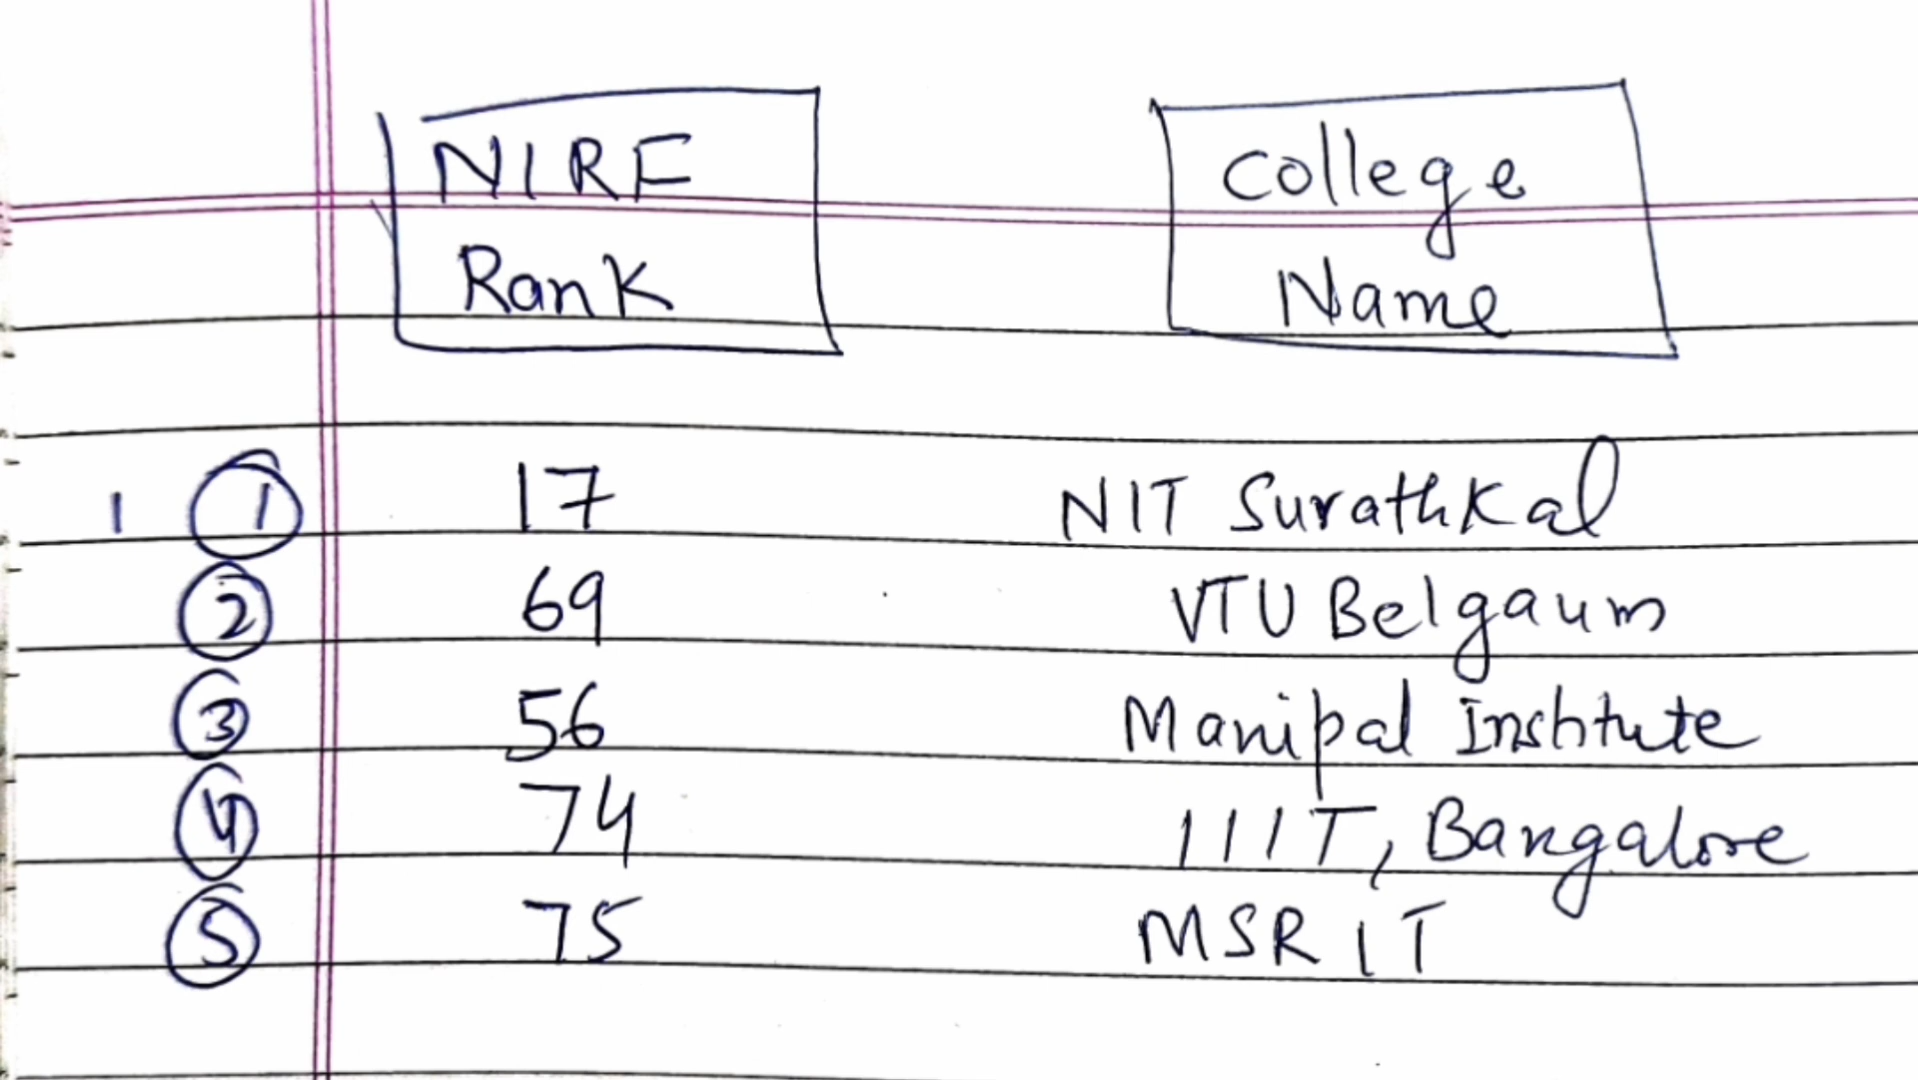 NIRF College
Rank Name
1 1 17 NIT Surathkal
2 69 VTU Belgaum
3 56 Manipal Institute
4 74 IIIT, Bangalore
5 75 MSRIT